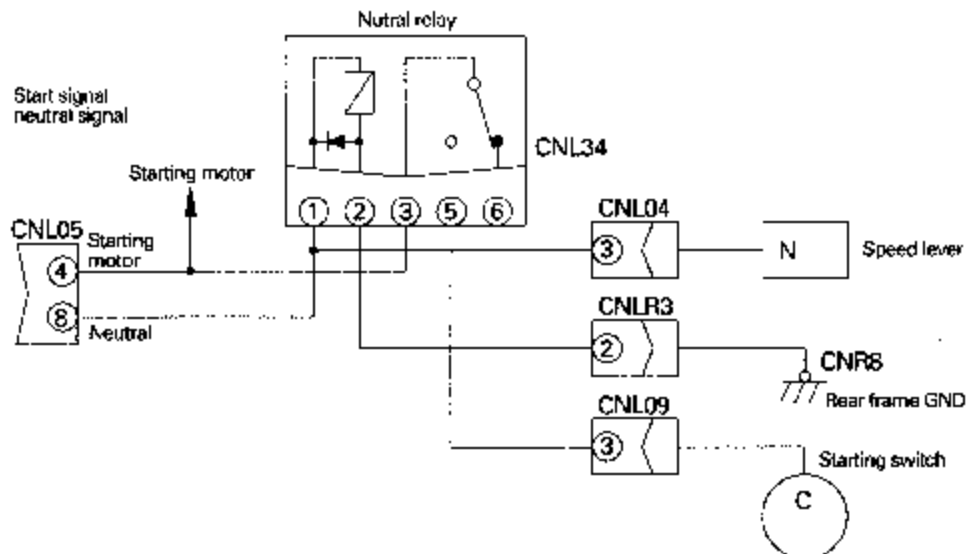 Nutral relay
Start signal
neutral signal
CNL34
Starting motor
1 2 3 5 6
CNL04
CNL05
Starting
motor
4
3
N
Speed lever
8
Neutral
CNLR3
2
CNR8
Rear frame GND
CNL09
3
Starting switch
C